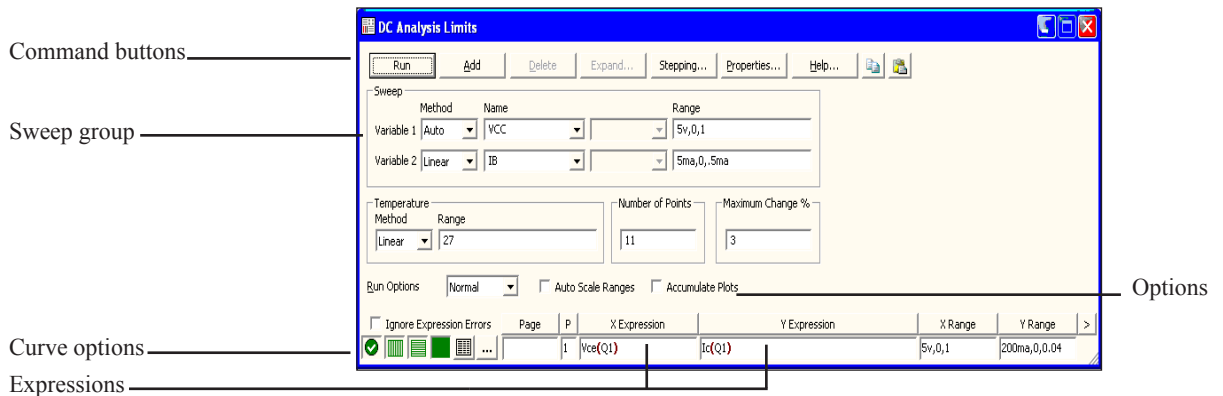 DC Analysis Limits
Command buttons
Run Add Delete Expand... Stepping... Properties... Help...
Sweep
Method Name Range
Sweep group
Variable 1 Auto VCC 5v,0,1
Variable 2 Linear IB 5ma,0,.5ma
Temperature Number of Points Maximum Change %
Method Range
Linear 27 11 3
Run Options Normal Auto Scale Ranges Accumulate Plots
Options
Ignore Expression Errors Page P X Expression Y Expression X Range Y Range >
Curve options
... 1 Vce(Q1) Ic(Q1) 5v,0,1 200ma,0,0.04
Expressions